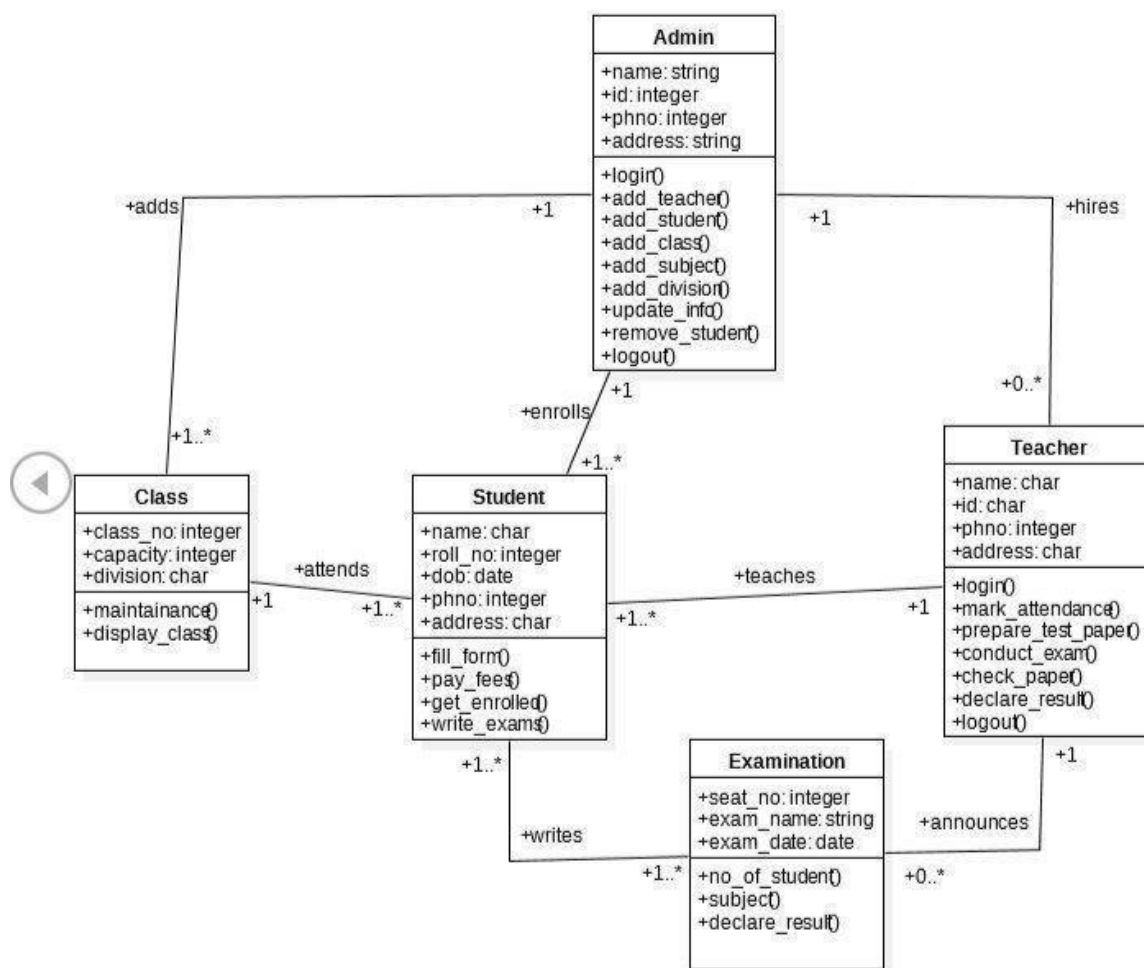 Admin
+name: string
+id: integer
+phno: integer
+address: string
+login()
+add_teacher()
+add_student()
+add_class()
+add_subject()
+add_division()
+update_info()
+remove_student()
+logout()
+adds
+1
+1
+hires
+1
+enrolls
+0..*
+1..*
+1..*
Class
+class_no: integer
+capacity: integer
+division: char
+maintainance()
+display_class()
+attends
+1
+1..*
Student
+name: char
+roll_no: integer
+dob: date
+phno: integer
+address: char
+fill_form()
+pay_fees()
+get_enrolled()
+write_exams()
+teaches
+1..*
+1
Teacher
+name: char
+id: char
+phno: integer
+address: char
+login()
+mark_attendance()
+prepare_test_paper()
+conduct_exam()
+check_paper()
+declare_result()
+logout()
+1..*
+writes
+1..*
Examination
+seat_no: integer
+exam_name: string
+exam_date: date
+no_of_student()
+subject()
+declare_result()
+1
+announces
+0..*